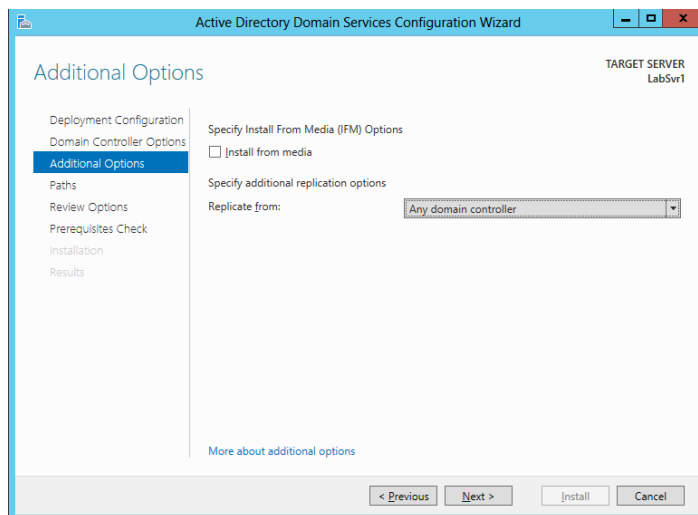 Active Directory Domain Services Configuration Wizard
Additional Options
TARGET SERVER
LabSvr1
Deployment Configuration
Domain Controller Options
Additional Options
Paths
Review Options
Prerequisites Check
Installation
Results
Specify Install From Media (IFM) Options
Install from media
Specify additional replication options
Replicate from:
Any domain controller
More about additional options
< Previous
Next >
Install
Cancel